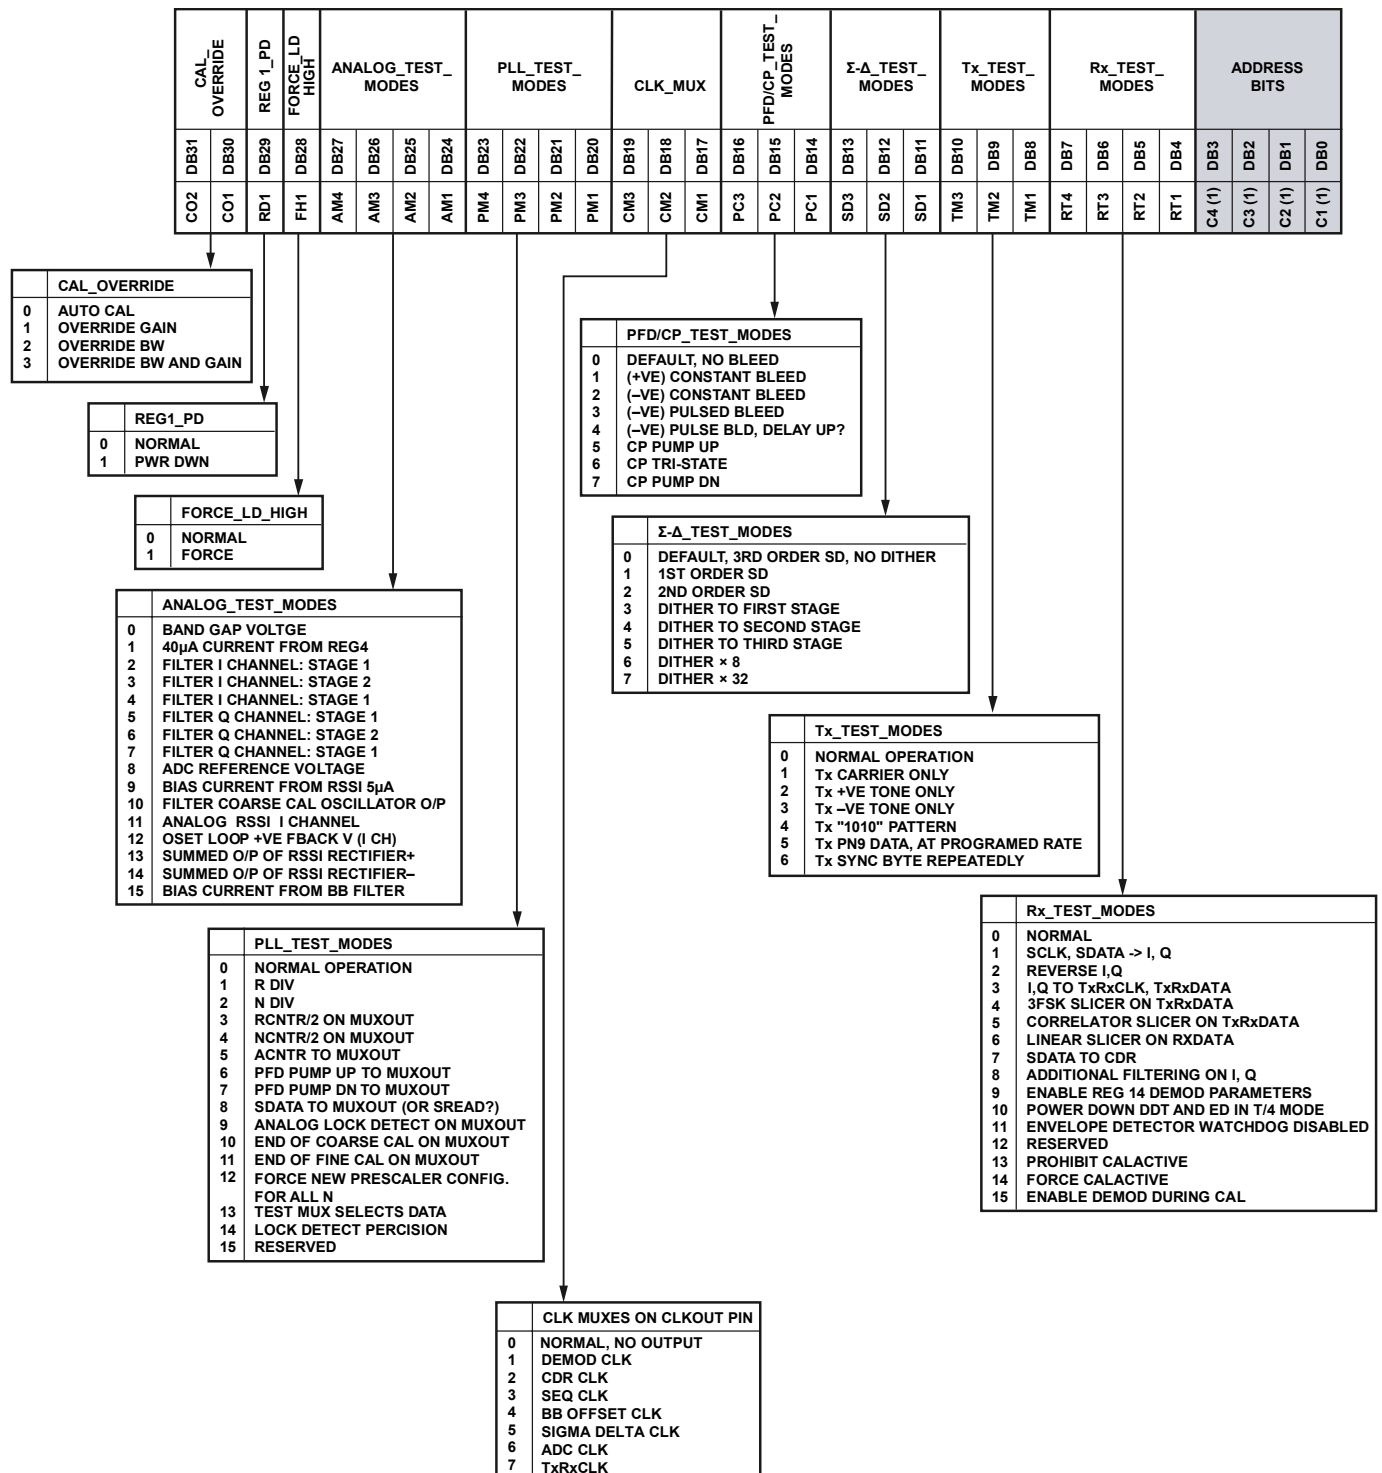 CAL_
OVERRIDE
REG 1_PD
FORCE_LD
HIGH
ANALOG_TEST_
MODES
PLL_TEST_
MODES
CLK_MUX
PFD/CP_TEST_
MODES
Σ-Δ_TEST_
MODES
Tx_TEST_
MODES
Rx_TEST_
MODES
ADDRESS
BITS
DB31 DB30 DB29 DB28 DB27 DB26 DB25 DB24 DB23 DB22 DB21 DB20 DB19 DB18 DB17 DB16 DB15 DB14 DB13 DB12 DB11 DB10 DB9 DB8 DB7 DB6 DB5 DB4 DB3 DB2 DB1 DB0
CO2 CO1 RD1 FH1 AM4 AM3 AM2 AM1 PM4 PM3 PM2 PM1 CM3 CM2 CM1 PC3 PC2 PC1 SD3 SD2 SD1 TM3 TM2 TM1 RT4 RT3 RT2 RT1 C4 (1) C3 (1) C2 (1) C1 (1)
CAL_OVERRIDE
0 AUTO CAL
1 OVERRIDE GAIN
2 OVERRIDE BW
3 OVERRIDE BW AND GAIN
REG1_PD
0 NORMAL
1 PWR DWN
FORCE_LD_HIGH
0 NORMAL
1 FORCE
ANALOG_TEST_MODES
0 BAND GAP VOLTGE
1 40µA CURRENT FROM REG4
2 FILTER I CHANNEL: STAGE 1
3 FILTER I CHANNEL: STAGE 2
4 FILTER I CHANNEL: STAGE 1
5 FILTER Q CHANNEL: STAGE 1
6 FILTER Q CHANNEL: STAGE 2
7 FILTER Q CHANNEL: STAGE 1
8 ADC REFERENCE VOLTAGE
9 BIAS CURRENT FROM RSSI 5µA
10 FILTER COARSE CAL OSCILLATOR O/P
11 ANALOG RSSI I CHANNEL
12 OSET LOOP +VE FBACK V (I CH)
13 SUMMED O/P OF RSSI RECTIFIER+
14 SUMMED O/P OF RSSI RECTIFIER–
15 BIAS CURRENT FROM BB FILTER
PLL_TEST_MODES
0 NORMAL OPERATION
1 R DIV
2 N DIV
3 RCNTR/2 ON MUXOUT
4 NCNTR/2 ON MUXOUT
5 ACNTR TO MUXOUT
6 PFD PUMP UP TO MUXOUT
7 PFD PUMP DN TO MUXOUT
8 SDATA TO MUXOUT (OR SREAD?)
9 ANALOG LOCK DETECT ON MUXOUT
10 END OF COARSE CAL ON MUXOUT
11 END OF FINE CAL ON MUXOUT
12 FORCE NEW PRESCALER CONFIG.
FOR ALL N
13 TEST MUX SELECTS DATA
14 LOCK DETECT PERCISION
15 RESERVED
CLK MUXES ON CLKOUT PIN
0 NORMAL, NO OUTPUT
1 DEMOD CLK
2 CDR CLK
3 SEQ CLK
4 BB OFFSET CLK
5 SIGMA DELTA CLK
6 ADC CLK
7 TxRxCLK
PFD/CP_TEST_MODES
0 DEFAULT, NO BLEED
1 (+VE) CONSTANT BLEED
2 (–VE) CONSTANT BLEED
3 (–VE) PULSED BLEED
4 (–VE) PULSE BLD, DELAY UP?
5 CP PUMP UP
6 CP TRI-STATE
7 CP PUMP DN
Σ-Δ_TEST_MODES
0 DEFAULT, 3RD ORDER SD, NO DITHER
1 1ST ORDER SD
2 2ND ORDER SD
3 DITHER TO FIRST STAGE
4 DITHER TO SECOND STAGE
5 DITHER TO THIRD STAGE
6 DITHER × 8
7 DITHER × 32
Tx_TEST_MODES
0 NORMAL OPERATION
1 Tx CARRIER ONLY
2 Tx +VE TONE ONLY
3 Tx –VE TONE ONLY
4 Tx "1010" PATTERN
5 Tx PN9 DATA, AT PROGRAMED RATE
6 Tx SYNC BYTE REPEATEDLY
Rx_TEST_MODES
0 NORMAL
1 SCLK, SDATA -> I, Q
2 REVERSE I,Q
3 I,Q TO TxRxCLK, TxRxDATA
4 3FSK SLICER ON TxRxDATA
5 CORRELATOR SLICER ON TxRxDATA
6 LINEAR SLICER ON RXDATA
7 SDATA TO CDR
8 ADDITIONAL FILTERING ON I, Q
9 ENABLE REG 14 DEMOD PARAMETERS
10 POWER DOWN DDT AND ED IN T/4 MODE
11 ENVELOPE DETECTOR WATCHDOG DISABLED
12 RESERVED
13 PROHIBIT CALACTIVE
14 FORCE CALACTIVE
15 ENABLE DEMOD DURING CAL